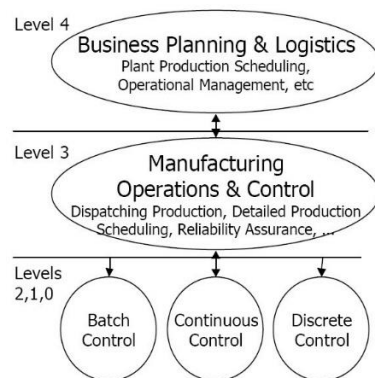 Level 4
Business Planning & Logistics
Plant Production Scheduling,
Operational Management, etc
Level 3
Manufacturing
Operations & Control
Dispatching Production, Detailed Production
Scheduling, Reliability Assurance, ...
Levels
2,1,0
Batch
Control
Continuous
Control
Discrete
Control